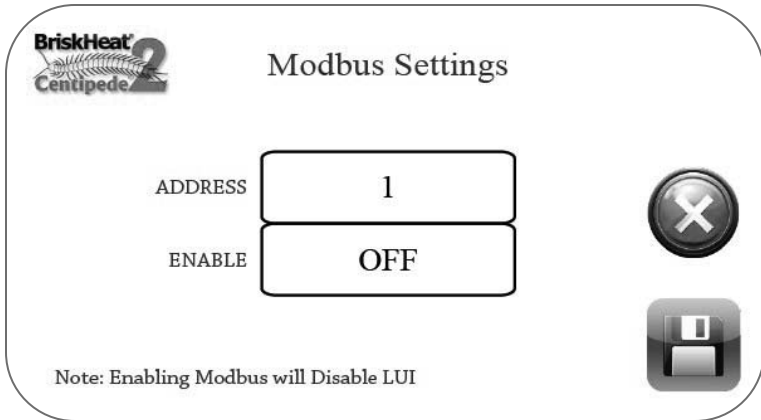 BriskHeat®
Centipede 2
Modbus Settings
ADDRESS 1
ENABLE OFF
Note: Enabling Modbus will Disable LUI